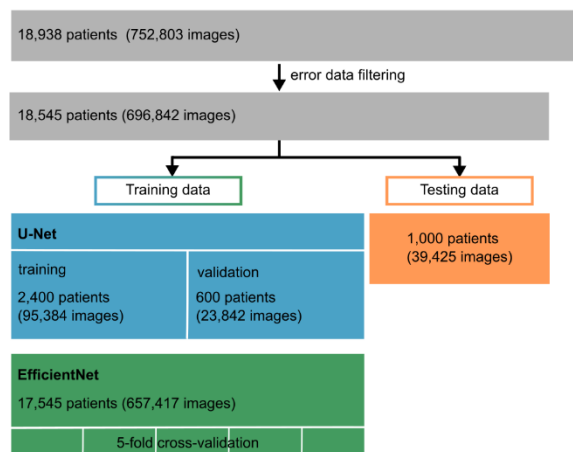 18,938 patients (752,803 images)
error data filtering
18,545 patients (696,842 images)
Training data
Testing data
U-Net
training
2,400 patients
(95,384 images)
validation
600 patients
(23,842 images)
1,000 patients
(39,425 images)
EfficientNet
17,545 patients (657,417 images)
5-fold cross-validation